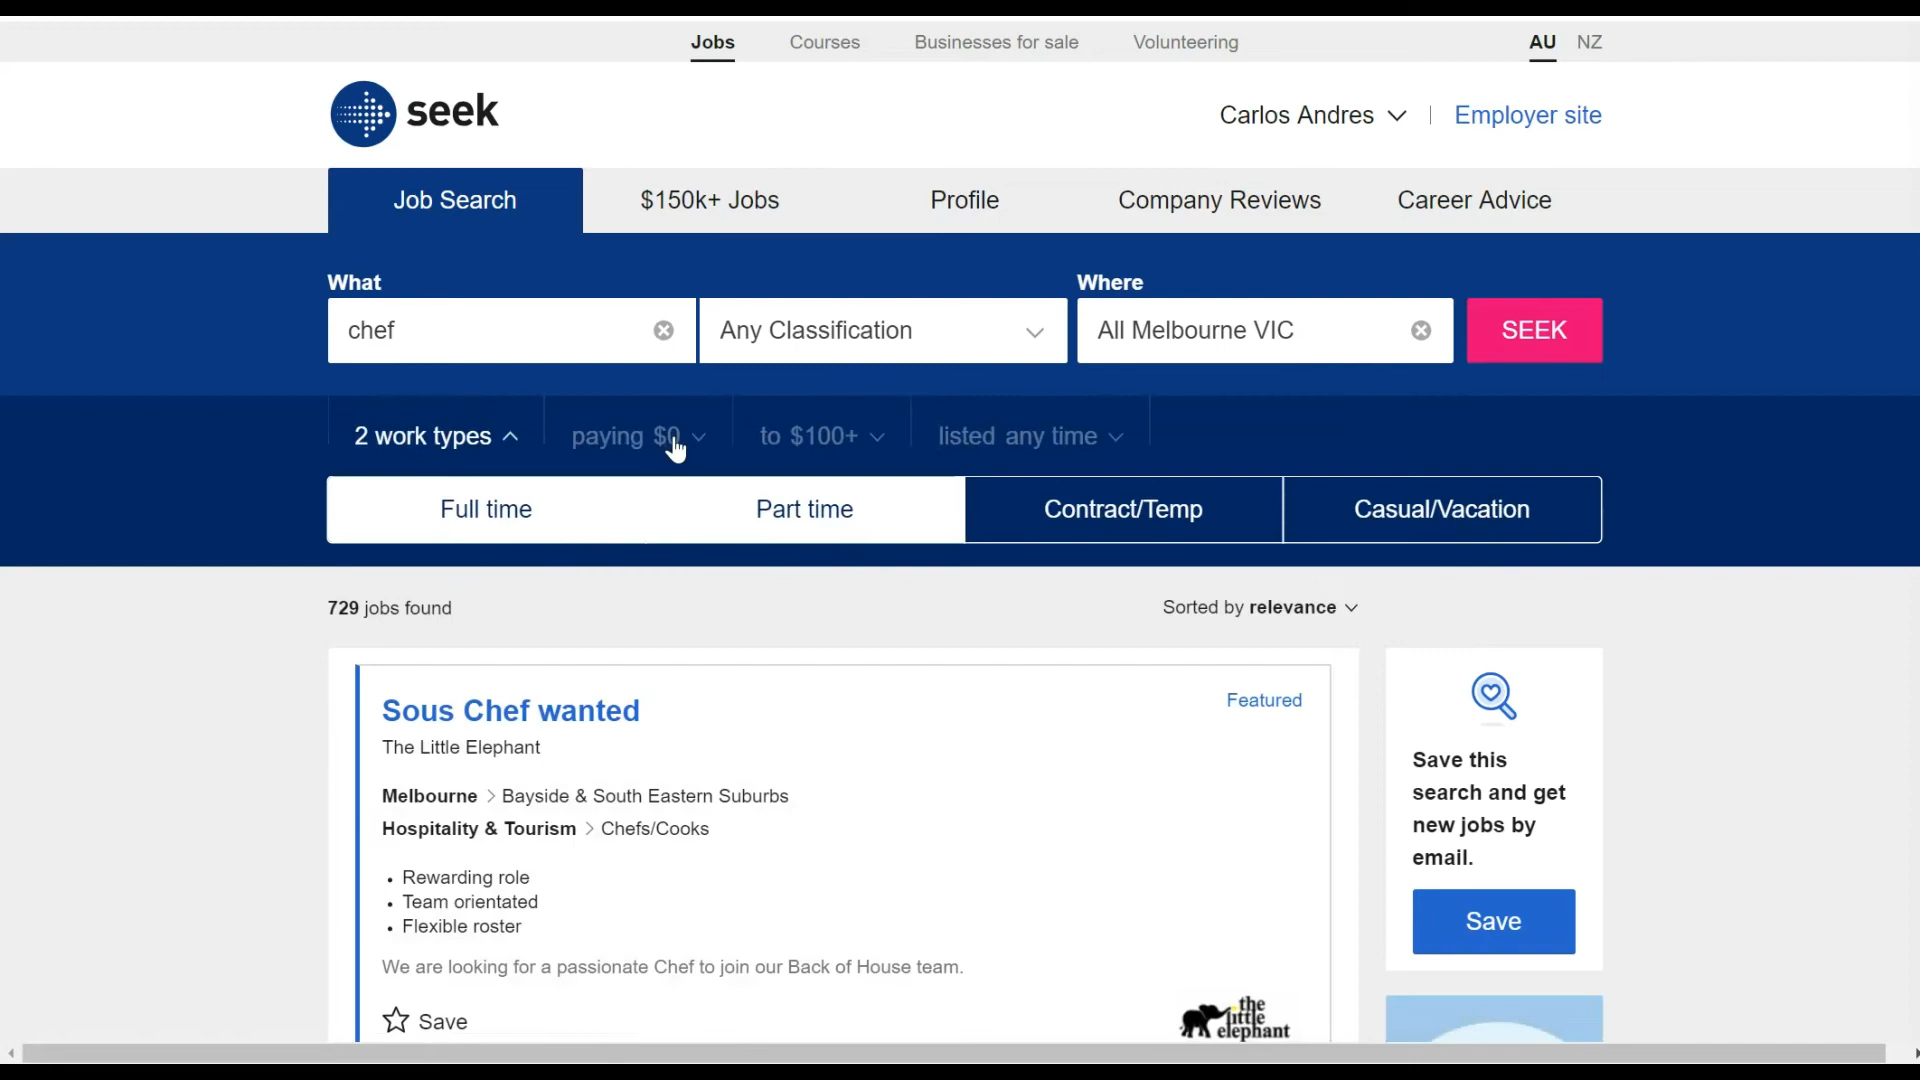 Jobs Courses Businesses for sale Volunteering AU NZ
seek Carlos Andres Employer site
Job Search $150k+ Jobs Profile Company Reviews Career Advice
What Where
chef Any Classification All Melbourne VIC SEEK
2 work types paying $0 to $100+ listed any time
Full time Part time Contract/Temp Casual/Vacation
729 jobs found Sorted by relevance
Sous Chef wanted Featured
The Little Elephant
Melbourne > Bayside & South Eastern Suburbs
Hospitality & Tourism > Chefs/Cooks
• Rewarding role
• Team orientated
• Flexible roster
We are looking for a passionate Chef to join our Back of House team.
Save
the
little
elephant
Save this
search and get
new jobs by
email.
Save